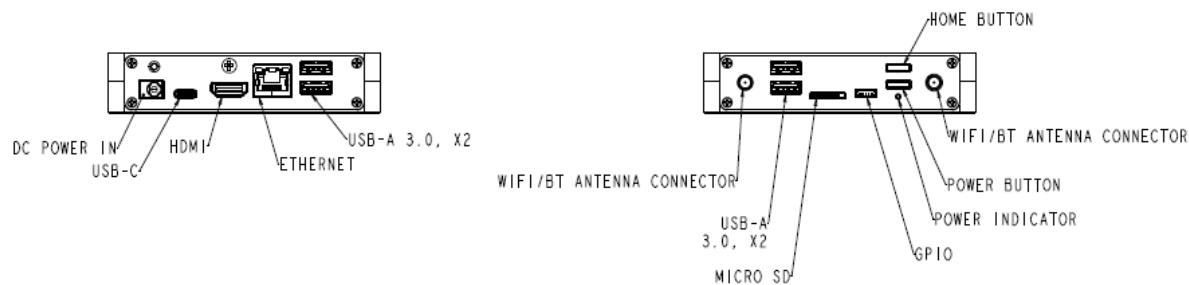 HOME BUTTON
DC POWER IN
USB-C
HDMI
ETHERNET
USB-A 3.0, X2
WIFI/BT ANTENNA CONNECTOR
WIFI/BT ANTENNA CONNECTOR
USB-A
3.0, X2
MICRO SD
GPIO
POWER INDICATOR
POWER BUTTON